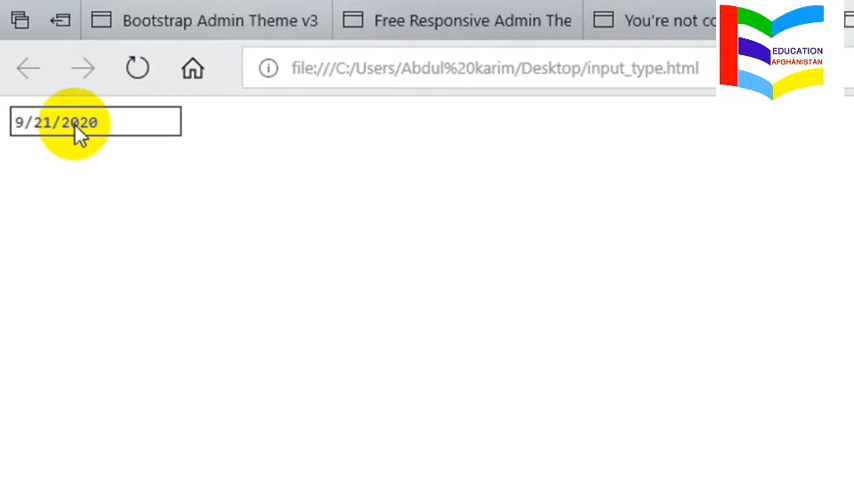 Bootstrap Admin Theme v3
Free Responsive Admin The
You're not co
file:///C:/Users/Abdul%20karim/Desktop/input_type.html
EDUCATION
AFGHANISTAN
9/21/2020